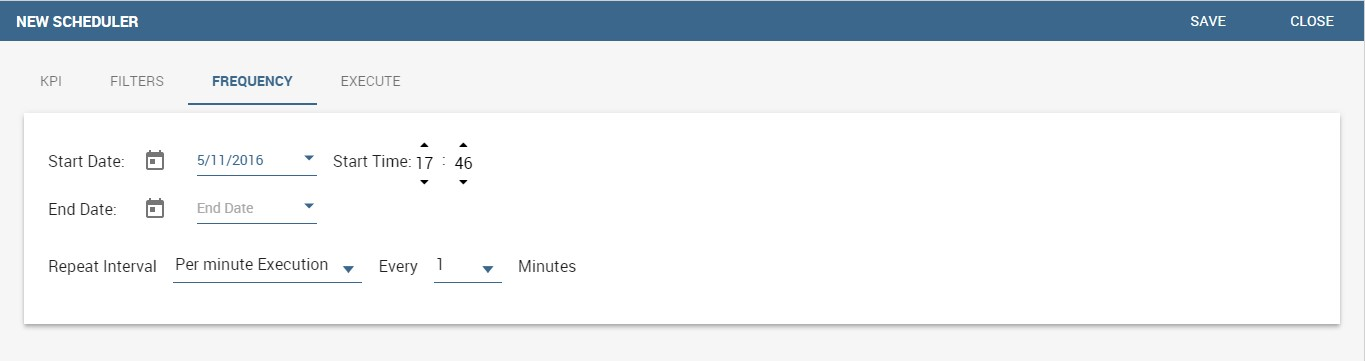 NEW SCHEDULER SAVE CLOSE
KPI FILTERS FREQUENCY EXECUTE
Start Date: 5/11/2016 Start Time: 17 : 46
End Date: End Date
Repeat Interval Per minute Execution Every 1 Minutes